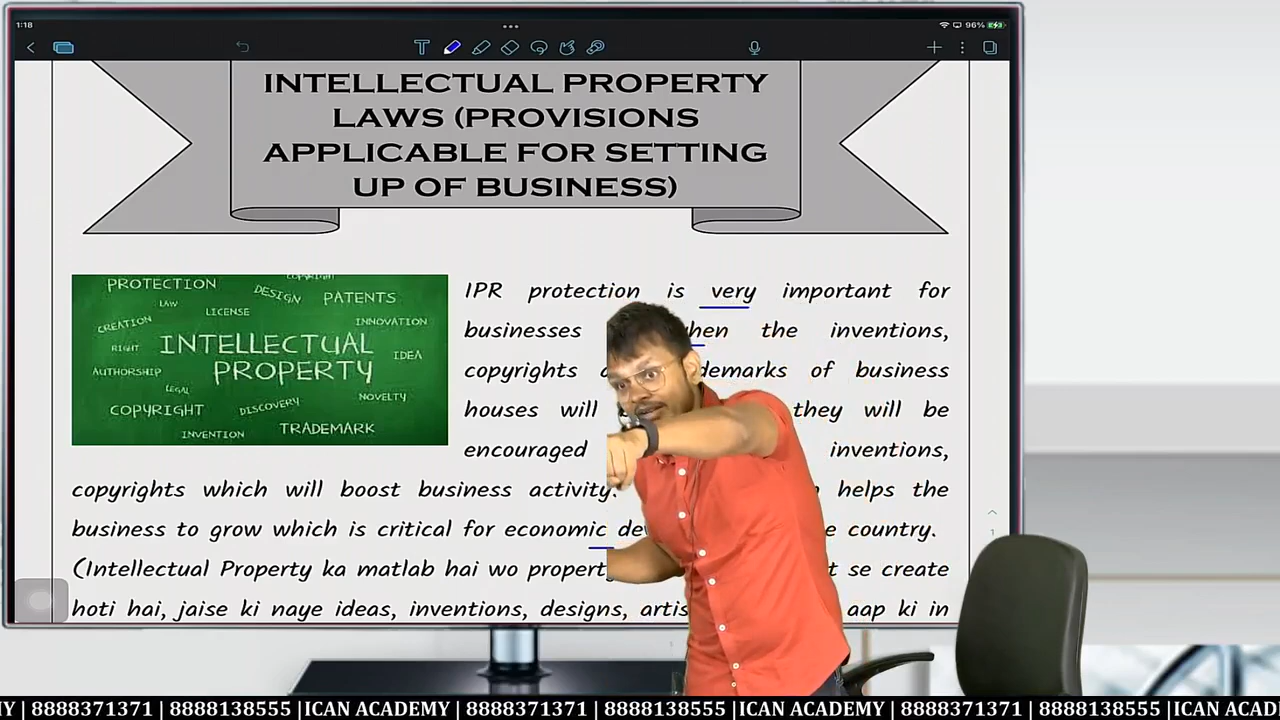 1:18
96%
T
INTELLECTUAL PROPERTY
LAWS (PROVISIONS
APPLICABLE FOR SETTING
UP OF BUSINESS)
PROTECTION
COPYRIGHT
DESIGN
PATENTS
LAW
LICENSE
CREATION
INNOVATION
RIGHT
INTELLECTUAL
PROPERTY
IDEA
AUTHORSHIP
LEGAL
NOVELTY
COPYRIGHT
DISCOVERY
INVENTION
TRADEMARK
IPR protection is very important for
businesses the inventions,
copyrights of business
houses will they will be
encouraged inventions,
copyrights which will boost business activity. helps the
business to grow which is critical for economic country.
(Intellectual Property ka matlab hai wo se create
hoti hai, jaise ki naye ideas, inventions, designs, aap ki in
MY | 8888371371 | 8888138555 |ICAN ACADEMY | 8888371371 | 8888138555 |ICAN ACADEMY | 8888371371 | 8888138555 |ICAN ACAD